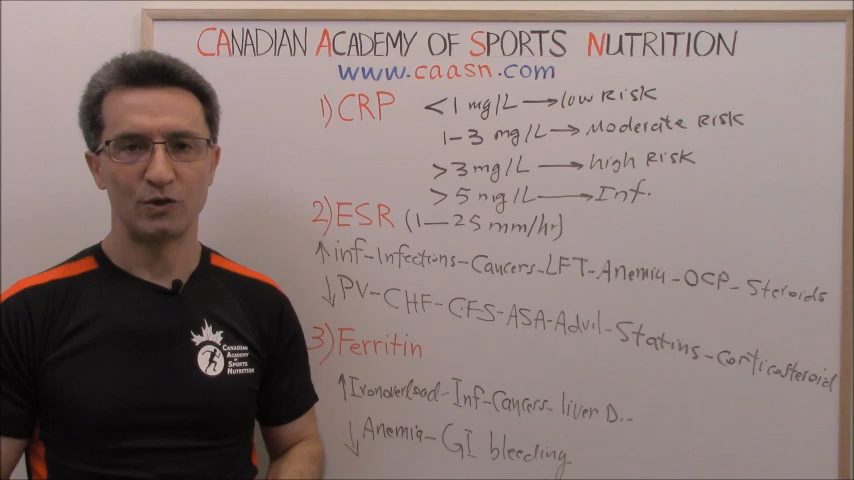 CANADIAN ACADEMY OF SPORTS NUTRITION
www.caasn.com
1) CRP <1 mg/L → low Risk
1-3 mg/L → Moderate Risk
>3 mg/L → high Risk
>5 mg/L → Inf.
2) ESR (1—25 mm/hr)
↑ inf-Infections-Cancers-LFT-Anemia-OCP-Steroids
↓ PV-CHF-CFS-ASA-Advil-Statins-corticosteroid
3) Ferritin
↑ Ironoverload-Inf-Cancers-liver D...
↓ Anemia-GI bleeding
CANADIAN
ACADEMY
OF
SPORTS
NUTRITION